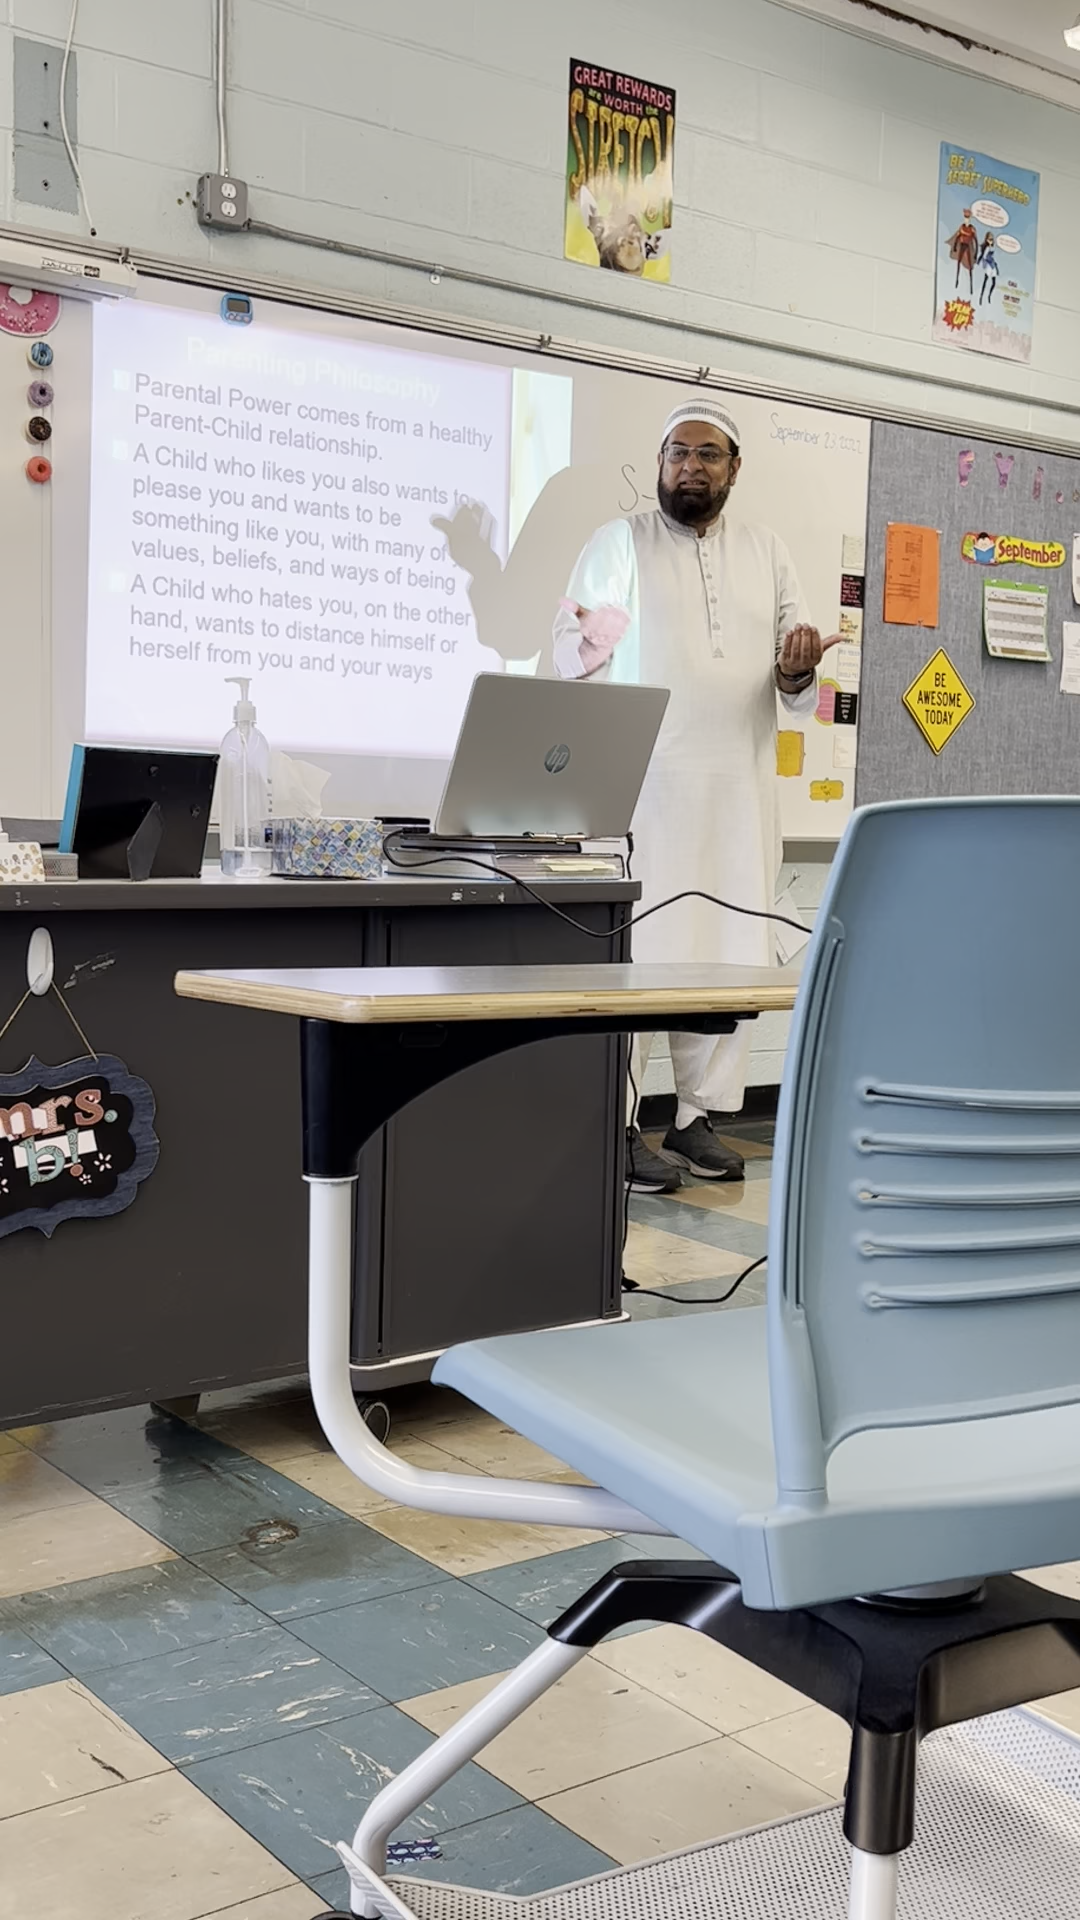 GREAT REWARDS
are WORTH the
STRETCH
BE A
SECRET SUPERHERO
SPEAK
UP!
Parenting Philosophy
Parental Power comes from a healthy
Parent-Child relationship.
A Child who likes you also wants to
please you and wants to be
something like you, with many of
values, beliefs, and ways of being
A Child who hates you, on the other
hand, wants to distance himself or
herself from you and your ways
September 23, 2022
S-
September
BE
AWESOME
TODAY
hp
mrs.
b!